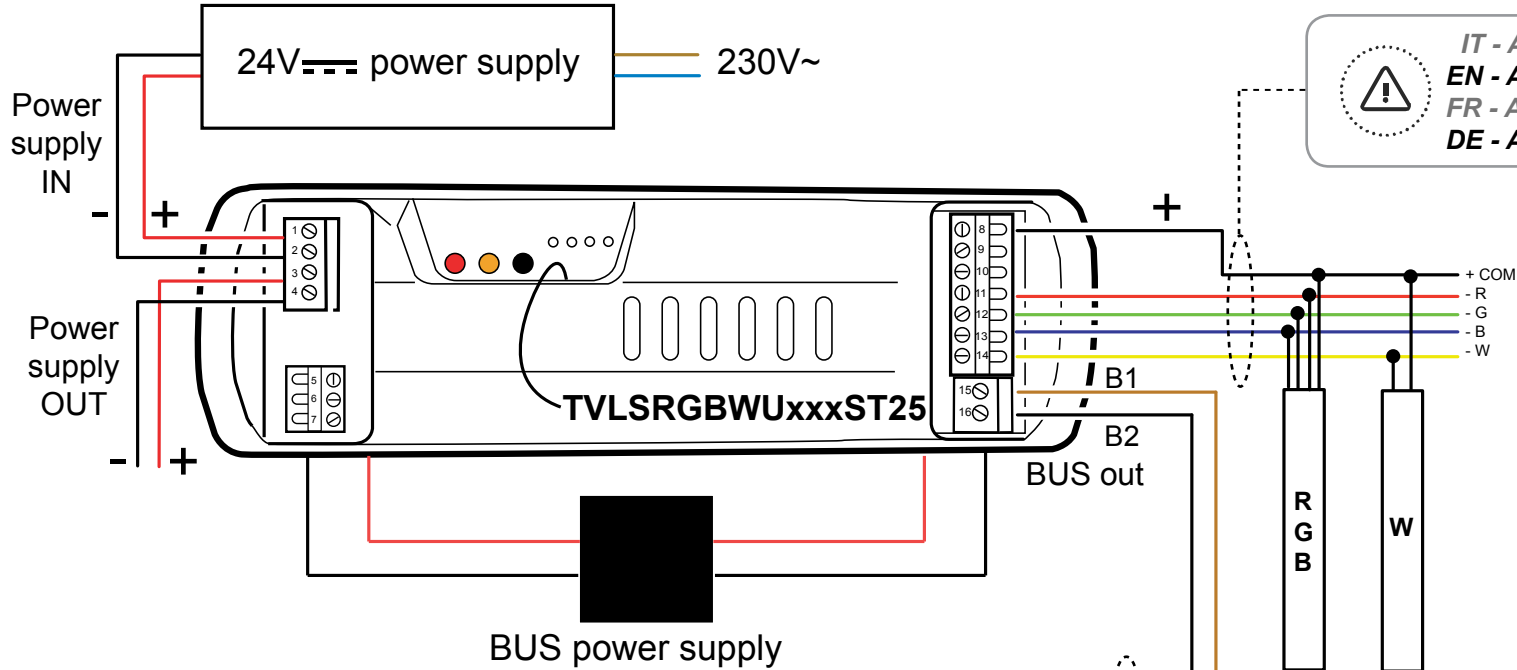 24V power supply
230V~
Power
supply
IN
- +
Power
supply
OUT
- +
1
2
3
4
5
6
7
TVLSRGBWUxxxST25
8
9
10
11
12
13
14
15
16
+
B1
B2
BUS out
BUS power supply
IT - A
EN - A
FR - A
DE - A
+ COM
- R
- G
- B
- W
R
G
B
W